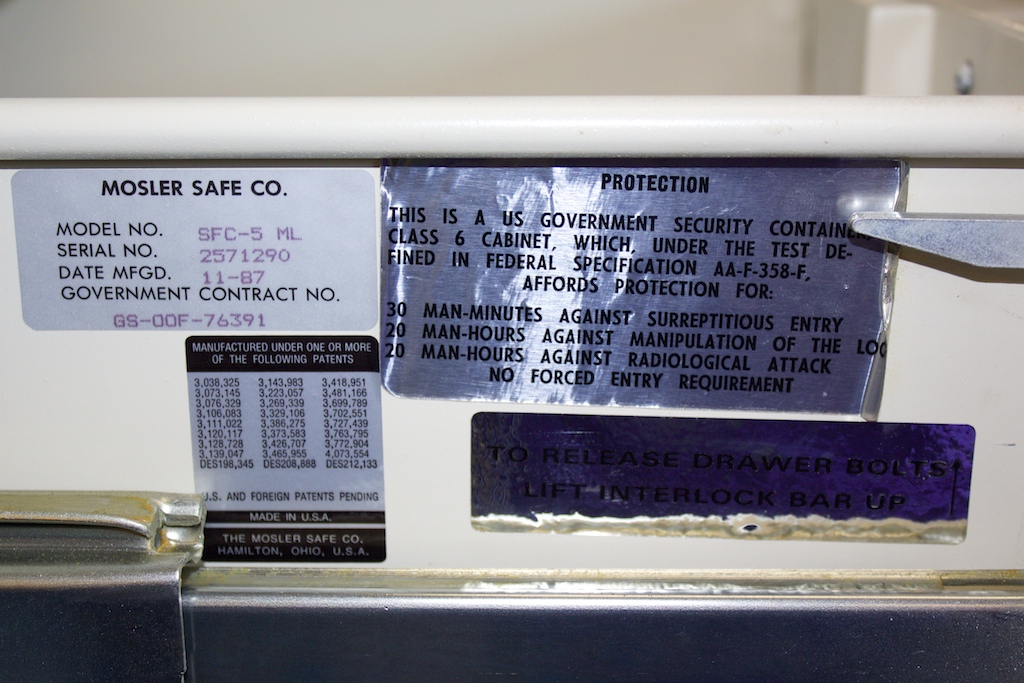 MOSLER SAFE CO.
MODEL NO. SFC-5 ML
SERIAL NO. 2571290
DATE MFGD. 11-87
GOVERNMENT CONTRACT NO.
GS-00F-76391
MANUFACTURED UNDER ONE OR MORE
OF THE FOLLOWING PATENTS
3,038,325 3,143,983 3,418,951
3,073,145 3,223,057 3,481,166
3,076,329 3,269,339 3,699,789
3,106,083 3,329,106 3,702,551
3,111,022 3,386,275 3,727,439
3,120,117 3,373,583 3,763,795
3,128,728 3,426,707 3,772,904
3,139,047 3,465,955 4,073,554
DES198,345 DES208,888 DES212,133
U.S. AND FOREIGN PATENTS PENDING
MADE IN U.S.A.
THE MOSLER SAFE CO.
HAMILTON, OHIO, U.S.A.
PROTECTION
THIS IS A US GOVERNMENT SECURITY CONTAINE
CLASS 6 CABINET, WHICH, UNDER THE TEST DE-
FINED IN FEDERAL SPECIFICATION AA-F-358-F,
AFFORDS PROTECTION FOR:
30 MAN-MINUTES AGAINST SURREPTITIOUS ENTRY
20 MAN-HOURS AGAINST MANIPULATION OF THE LOC
20 MAN-HOURS AGAINST RADIOLOGICAL ATTACK
NO FORCED ENTRY REQUIREMENT
TO RELEASE DRAWER BOLTS
LIFT INTERLOCK BAR UP